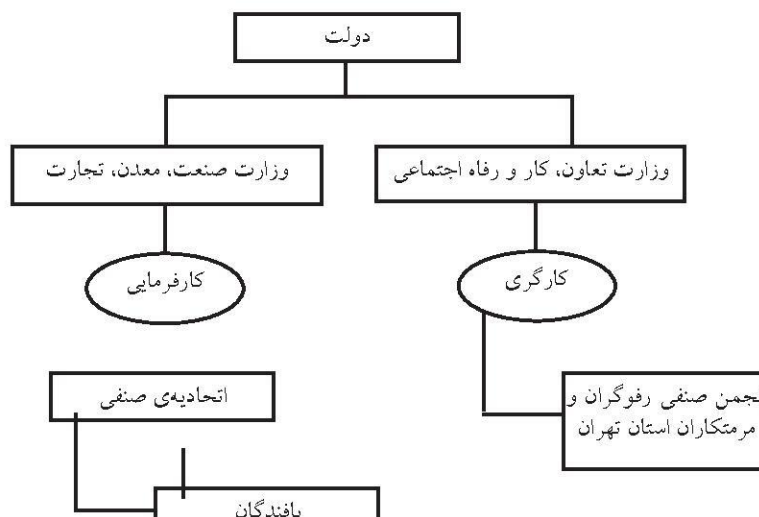 دولت
وزارت تعاون، کار و رفاه اجتماعی
وزارت صنعت، معدن، تجارت
کارگری
کارفرمایی
نجمن صنفی رفوگران و
مرمتکاران استان تهران
اتحادیه‌ی صنفی
بافندگان